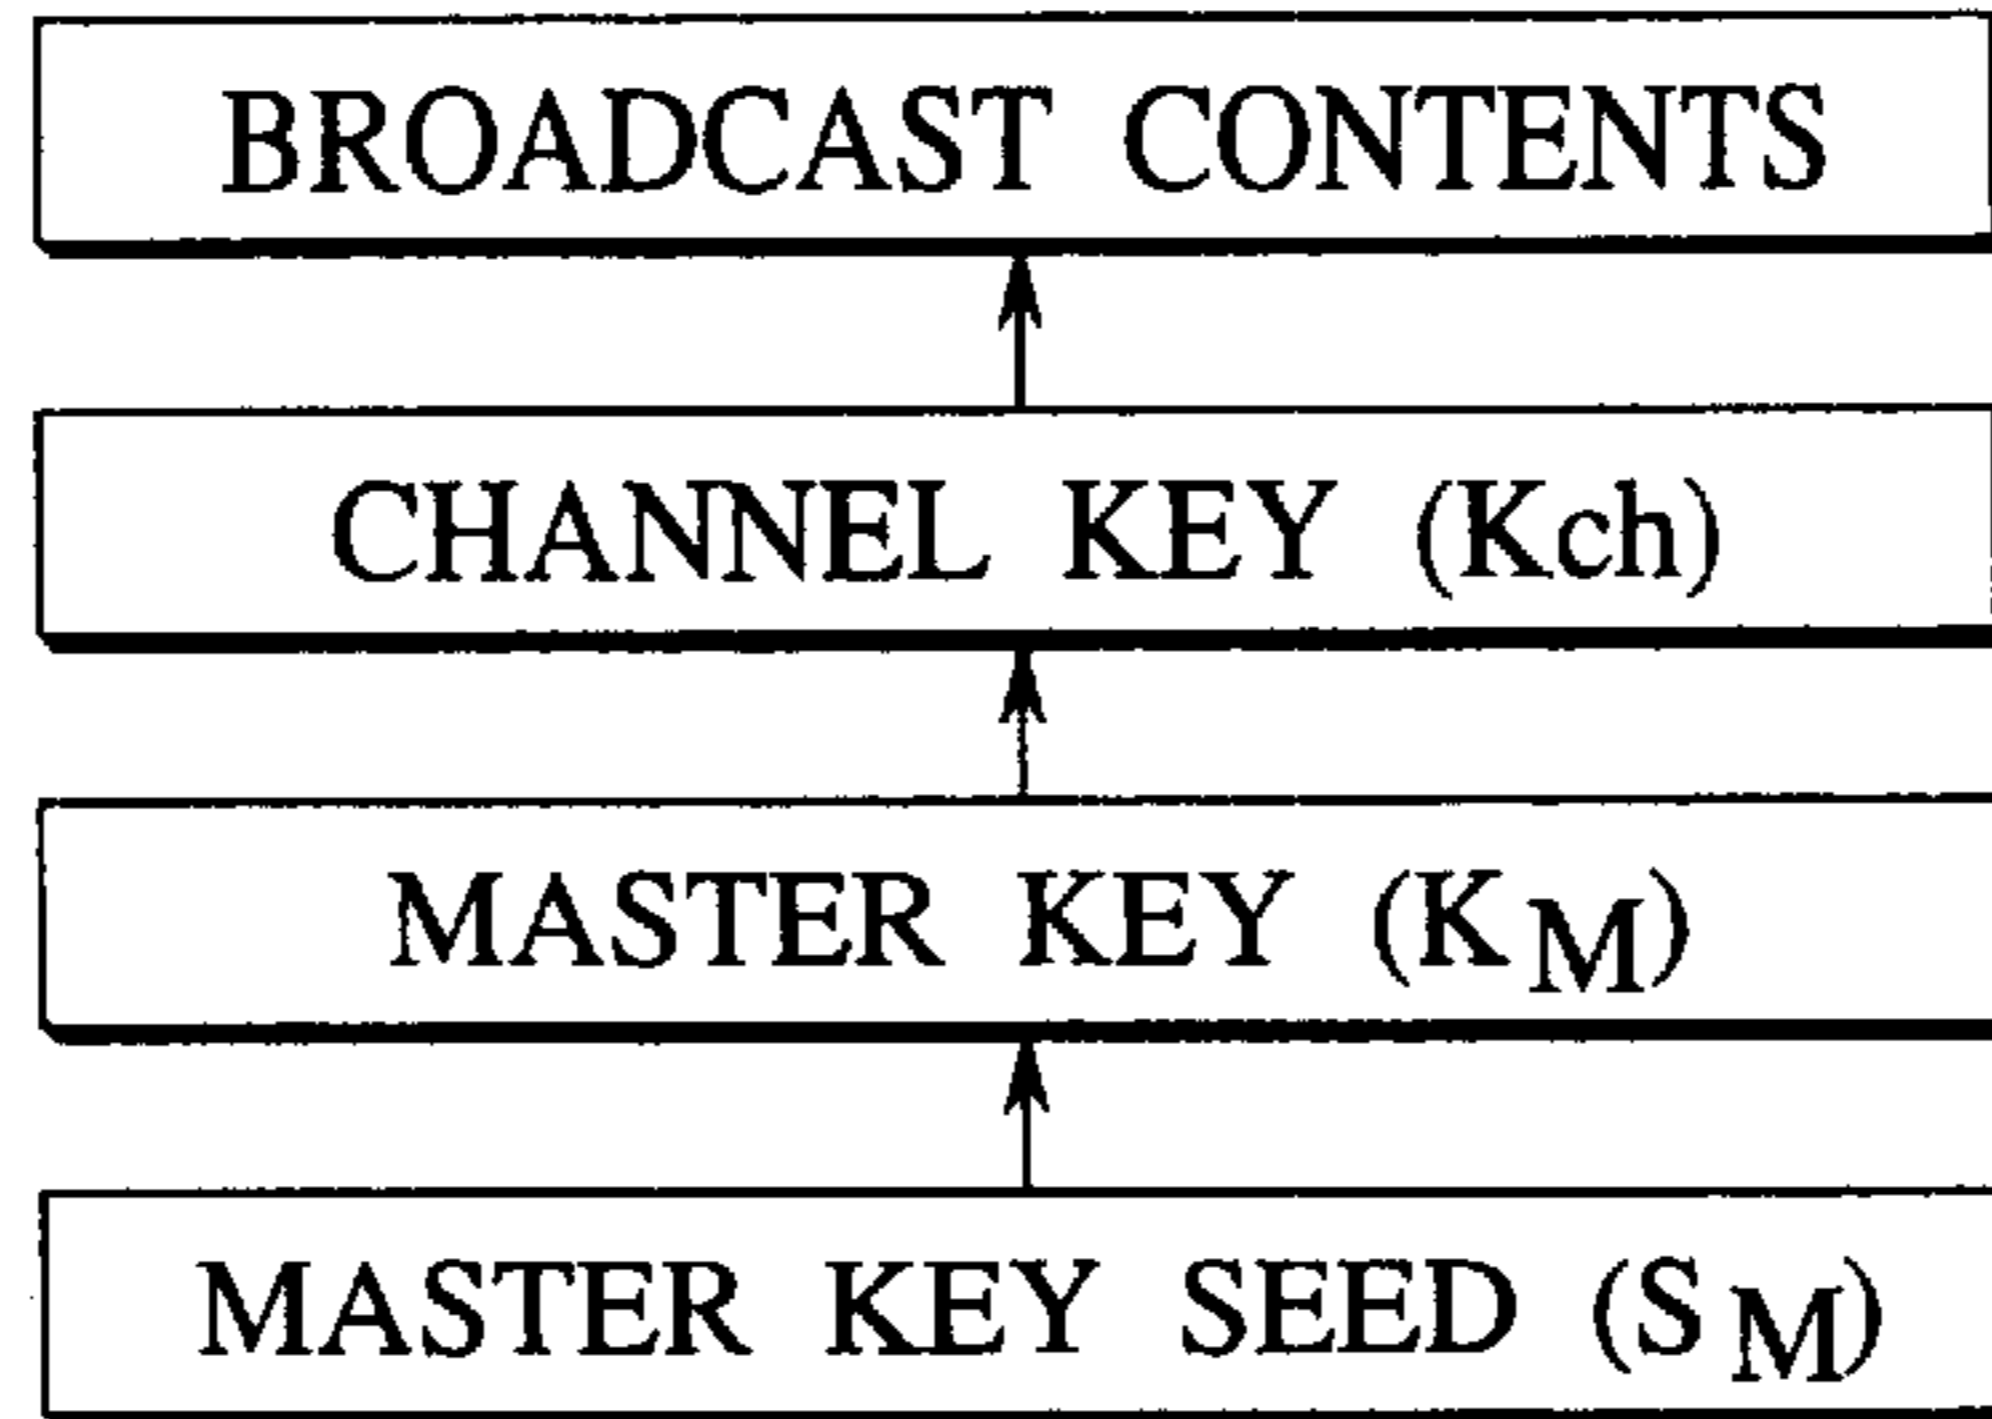 BROADCAST CONTENTS
CHANNEL KEY (Kch)
MASTER KEY (KM)
MASTER KEY SEED (SM)